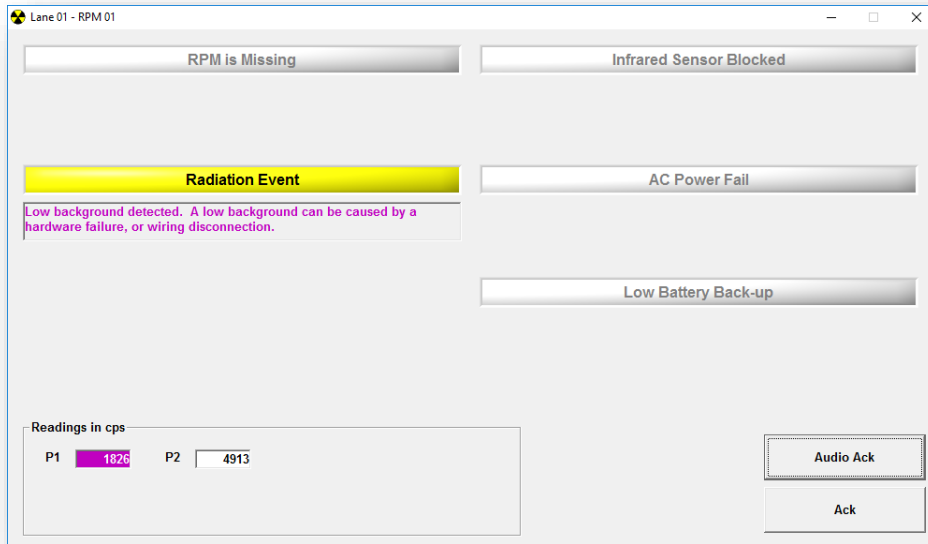 Lane 01 - RPM 01
RPM is Missing
Infrared Sensor Blocked
Radiation Event
AC Power Fail
Low background detected.  A low background can be caused by a
hardware failure, or wiring disconnection.
Low Battery Back-up
Readings in cps
P1 1826 P2 4913
Audio Ack
Ack